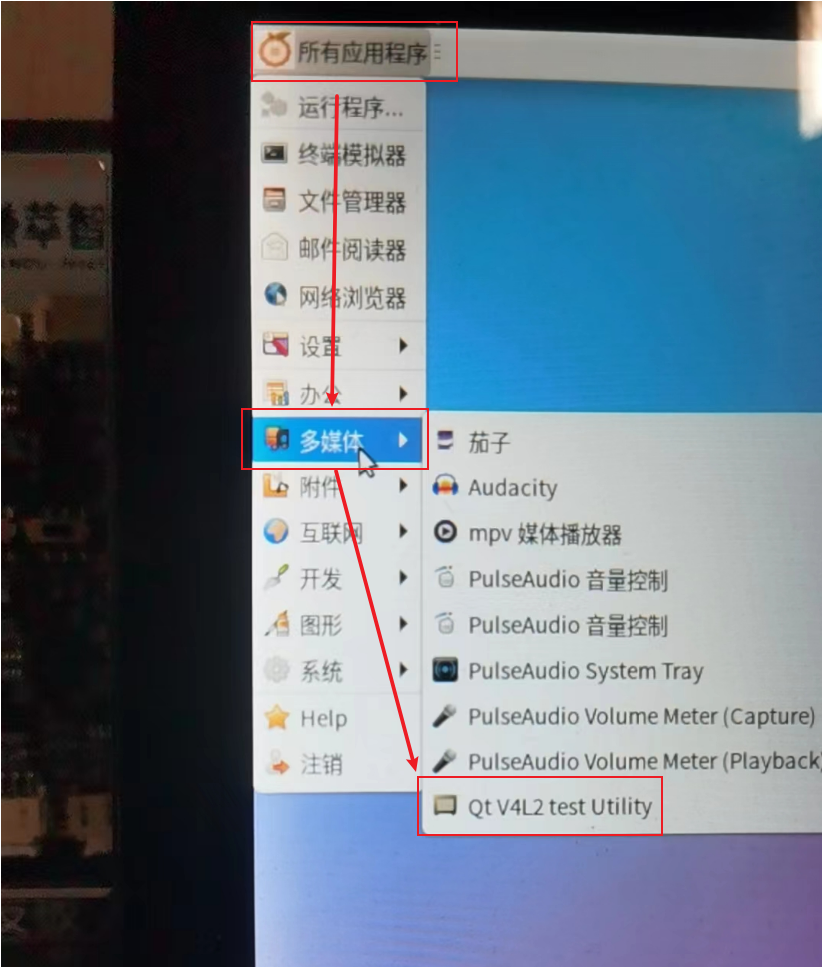 所有应用程序
运行程序...
终端模拟器
文件管理器
邮件阅读器
网络浏览器
设置
办公
多媒体
附件
互联网
开发
图形
系统
Help
注销
茄子
Audacity
mpv 媒体播放器
PulseAudio 音量控制
PulseAudio 音量控制
PulseAudio System Tray
PulseAudio Volume Meter (Capture)
PulseAudio Volume Meter (Playback)
Qt V4L2 test Utility